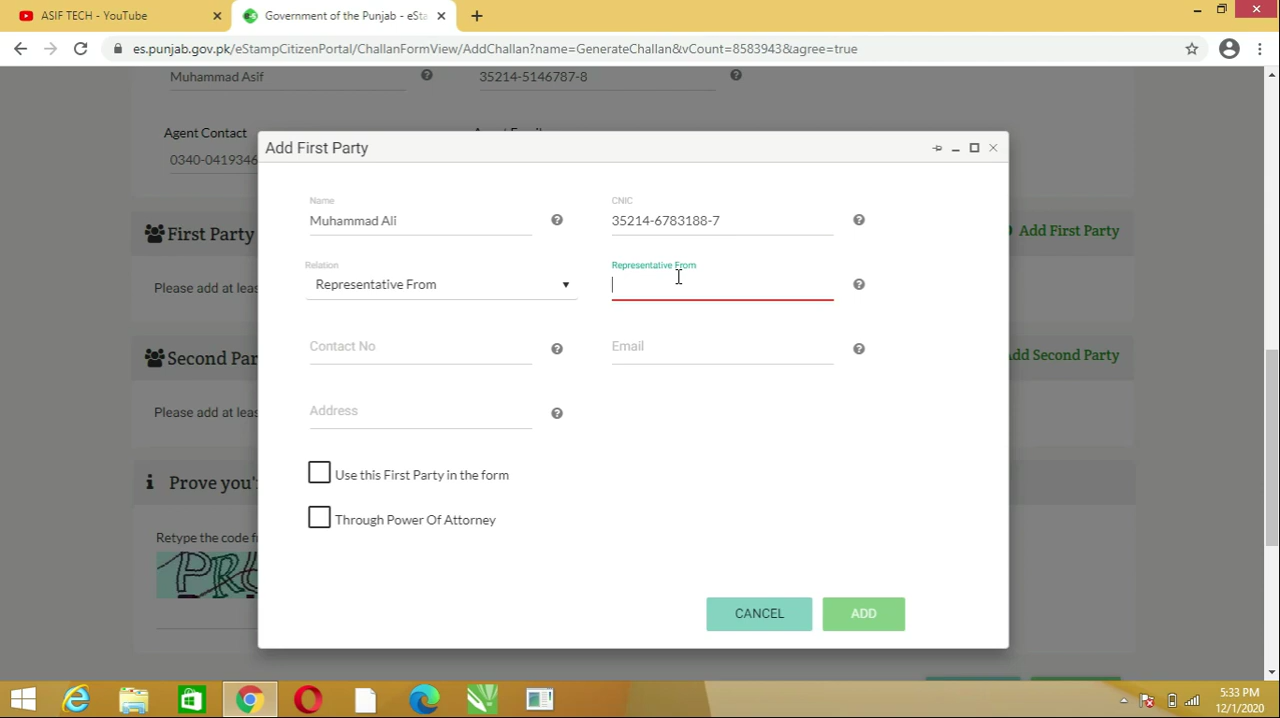 ASIF TECH - YouTube
Government of the Punjab - eSta
es.punjab.gov.pk/eStampCitizenPortal/ChallanFormView/AddChallan?name=GenerateChallan&vCount=8583943&agree=true
Muhammad Asif 35214-5146787-8
Agent Contact
0340-0419346
Add First Party
Name CNIC
Muhammad Ali 35214-6783188-7
First Party Add First Party
Relation Representative From
Representative From
Please add at leas
Contact No Email
Second Par Add Second Party
Please add at leas
Address
Use this First Party in the form
Prove you'
Through Power Of Attorney
Retype the code fr
CANCEL ADD
5:33 PM
12/1/2020